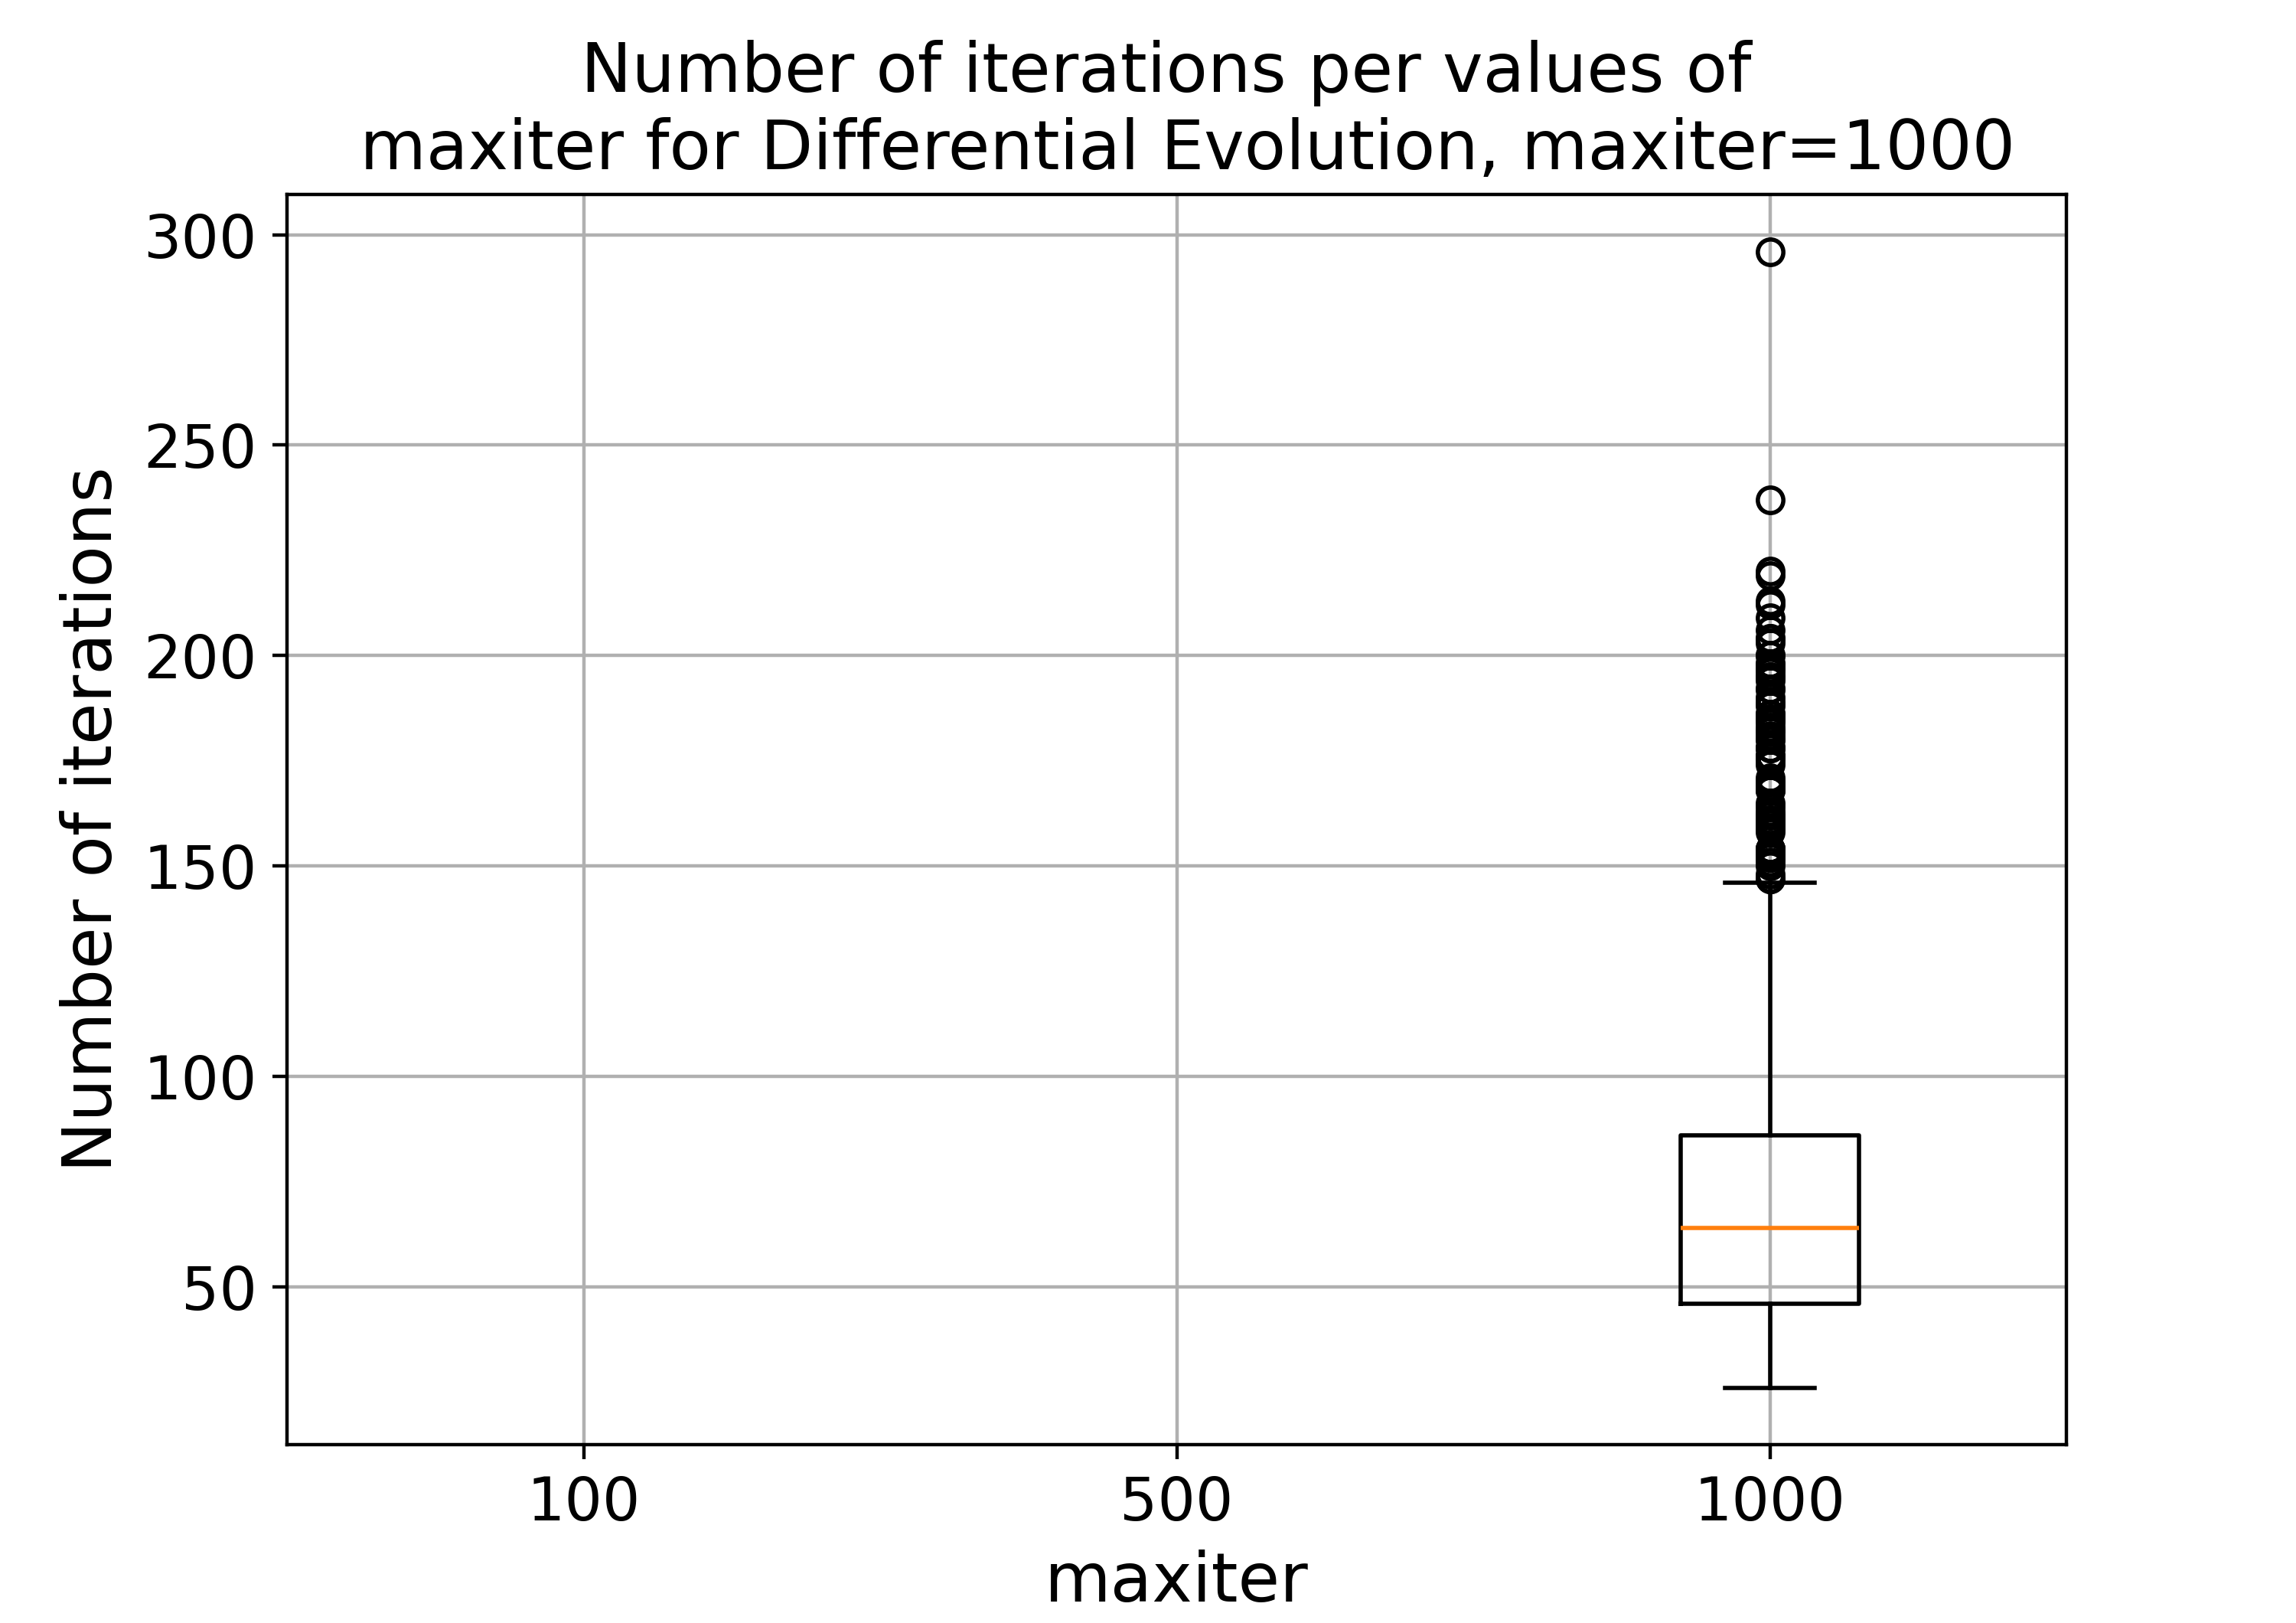 Number of iterations per values of
maxiter for Differential Evolution, maxiter=1000
300
250
200
150
100
50
Number of iterations
100 500 1000
maxiter